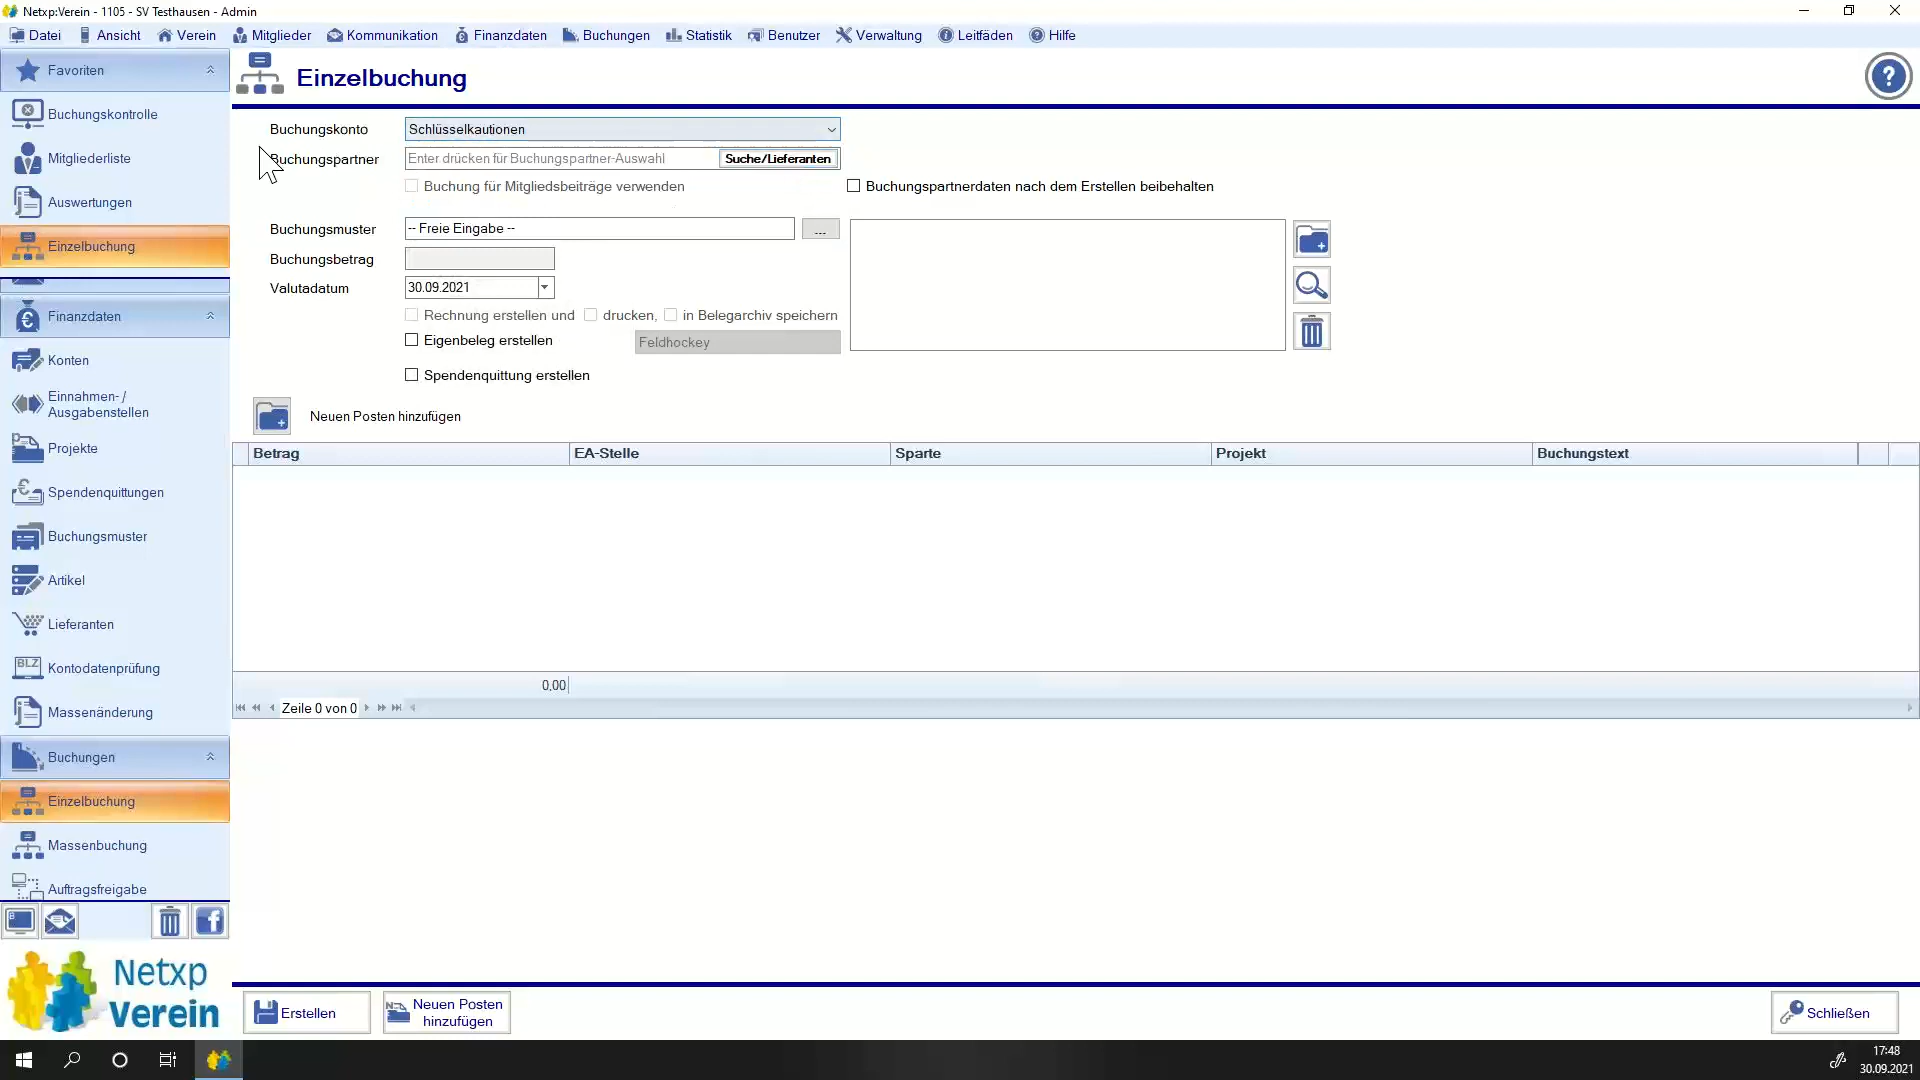 Netxp:Verein - 1105 - SV Testhausen - Admin
Datei Ansicht Verein Mitglieder Kommunikation Finanzdaten Buchungen Statistik Benutzer Verwaltung Leitfäden Hilfe
Favoriten
Buchungskontrolle
Mitgliederliste
Auswertungen
Einzelbuchung
Finanzdaten
Konten
Einnahmen- /
Ausgabenstellen
Projekte
Spendenquittungen
Buchungsmuster
Artikel
Lieferanten
BLZ
Kontodatenprüfung
Massenänderung
Buchungen
Einzelbuchung
Massenbuchung
Auftragsfreigabe
Netxp
Verein
Einzelbuchung
?
Buchungskonto Schlüsselkautionen
Buchungspartner Enter drücken für Buchungspartner-Auswahl Suche/Lieferanten
Buchung für Mitgliedsbeiträge verwenden Buchungspartnerdaten nach dem Erstellen beibehalten
Buchungsmuster -- Freie Eingabe -- ...
Buchungsbetrag
Valutadatum 30.09.2021
Rechnung erstellen und drucken, in Belegarchiv speichern
Eigenbeleg erstellen Feldhockey
Spendenquittung erstellen
Neuen Posten hinzufügen
Betrag EA-Stelle Sparte Projekt Buchungstext
0,00
Zeile 0 von 0
Erstellen
Neuen Posten
hinzufügen
Schließen
17:48
30.09.2021